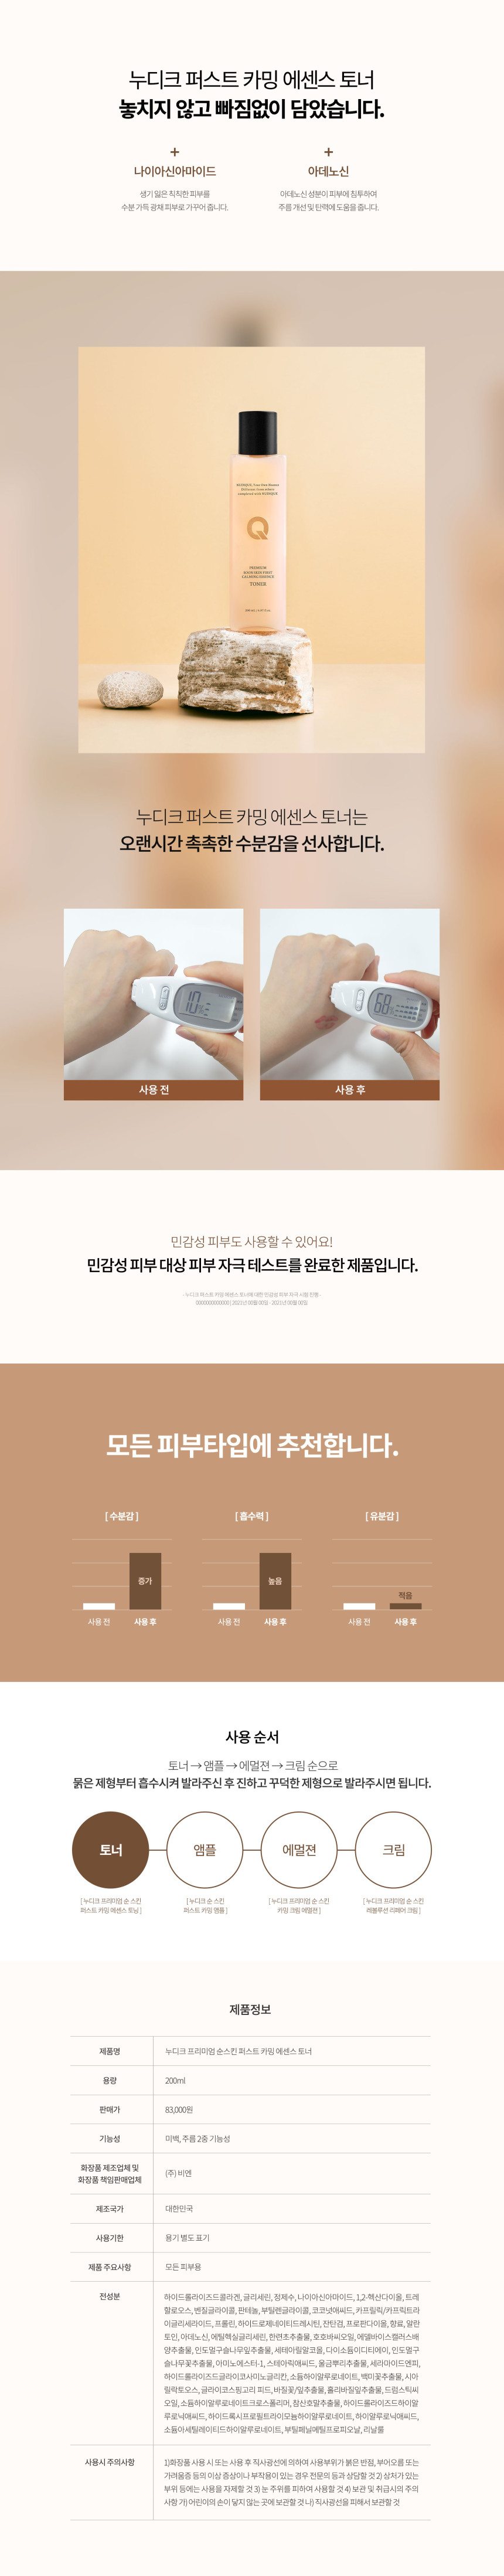 누디크 퍼스트 카밍 에센스 토너
놓치지 않고 빠짐없이 담았습니다.
+
나이아신아마이드
생기 잃은 칙칙한 피부를
수분 가득 광채 피부로 가꾸어 줍니다.
+
아데노신
아데노신 성분이 피부에 침투하여
주름 개선 및 탄력에 도움을 줍니다.
Q
PREMIUM
CALMING ESSENCE
TONER
누디크 퍼스트 카밍 에센스 토너는
오랜시간 촉촉한 수분감을 선사합니다.
10%
68%
사용 전
사용 후
민감성 피부도 사용할 수 있어요!
민감성 피부 대상 피부 자극 테스트를 완료한 제품입니다.
- 누디크 퍼스트 카밍 에센스 토너에 대한 민감성 피부 자극 시험 진행 -
모든 피부타입에 추천합니다.
[ 수분감 ]
증가
사용 전
사용 후
[ 흡수력 ]
높음
사용 전
사용 후
[ 유분감 ]
적음
사용 전
사용 후
사용 순서
토너 → 앰플 → 에멀젼 → 크림 순으로
묽은 제형부터 흡수시켜 발라주신 후 진하고 꾸덕한 제형으로 발라주시면 됩니다.
토너
앰플
에멀젼
크림
[ 누디크 프리미엄 순 스킨
퍼스트 카밍 에센스 토너 ]
[ 누디크 순 스킨
퍼스트 카밍 앰플 ]
[ 누디크 프리미엄 순 스킨
카밍 크림 에멀젼 ]
[ 누디크 프리미엄 순 스킨
레볼루션 리페어 크림 ]
제품정보
제품명
누디크 프리미엄 순스킨 퍼스트 카밍 에센스 토너
용량
200ml
판매가
83,000원
기능성
미백, 주름 2중 기능성
화장품 제조업체 및
화장품 책임판매업체
(주) 비엔
제조국가
대한민국
사용기한
용기 별도 표기
제품 주요사항
모든 피부용
전성분
하이드롤라이즈드콜라겐, 글리세린, 정제수, 나이아신아마이드, 1,2-헥산다이올, 트레
할로오스, 벤질글라이콜, 판테놀, 부틸렌글라이콜, 코코넛애씨드, 카프릴릭/카프릭트라
이글리세라이드, 프롤린, 하이드로제네이티드레시틴, 잔탄검, 프로판다이올, 향료, 알란
토인, 아데노신, 에틸헥실글리세린, 한련초추출물, 호호바씨오일, 에델바이스캘러스배
양추출물, 인도멀구슬나무잎추출물, 세테아릴알코올, 다이소듐이디티에이, 인도멀구
슬나무꽃추출물, 아미노에스터-1, 스테아릭애씨드, 울금뿌리추출물, 세라마이드엔피,
하이드롤라이즈드글라이코사미노글리칸, 소듐하이알루로네이트, 백미꽃추출물, 시아
릴락토오스, 글라이코스핑고리피드, 바질꽃/잎추출물, 홀리바질잎추출물, 드럼스틱씨
오일, 소듐하이알루로네이트크로스폴리머, 참산호말추출물, 하이드롤라이즈드하이알
루로닉애씨드, 하이드록시프로필트라이모늄하이알루로네이트, 하이알루로닉애씨드,
소듐아세틸레이티드하이알루로네이트, 부틸페닐메틸프로피오날, 리날룰
사용시 주의사항
1)화장품 사용 시 또는 사용 후 직사광선에 의하여 사용부위가 붉은 반점, 부어오름 또는
가려움증 등의 이상 증상이나 부작용이 있는 경우 전문의 등과 상담할 것 2) 상처가 있는
부위 등에는 사용을 자제할 것 3) 눈 주위를 피하여 사용할 것 4) 보관 및 취급시의 주의
사항 가) 어린이의 손이 닿지 않는 곳에 보관할 것 나) 직사광선을 피해서 보관할 것